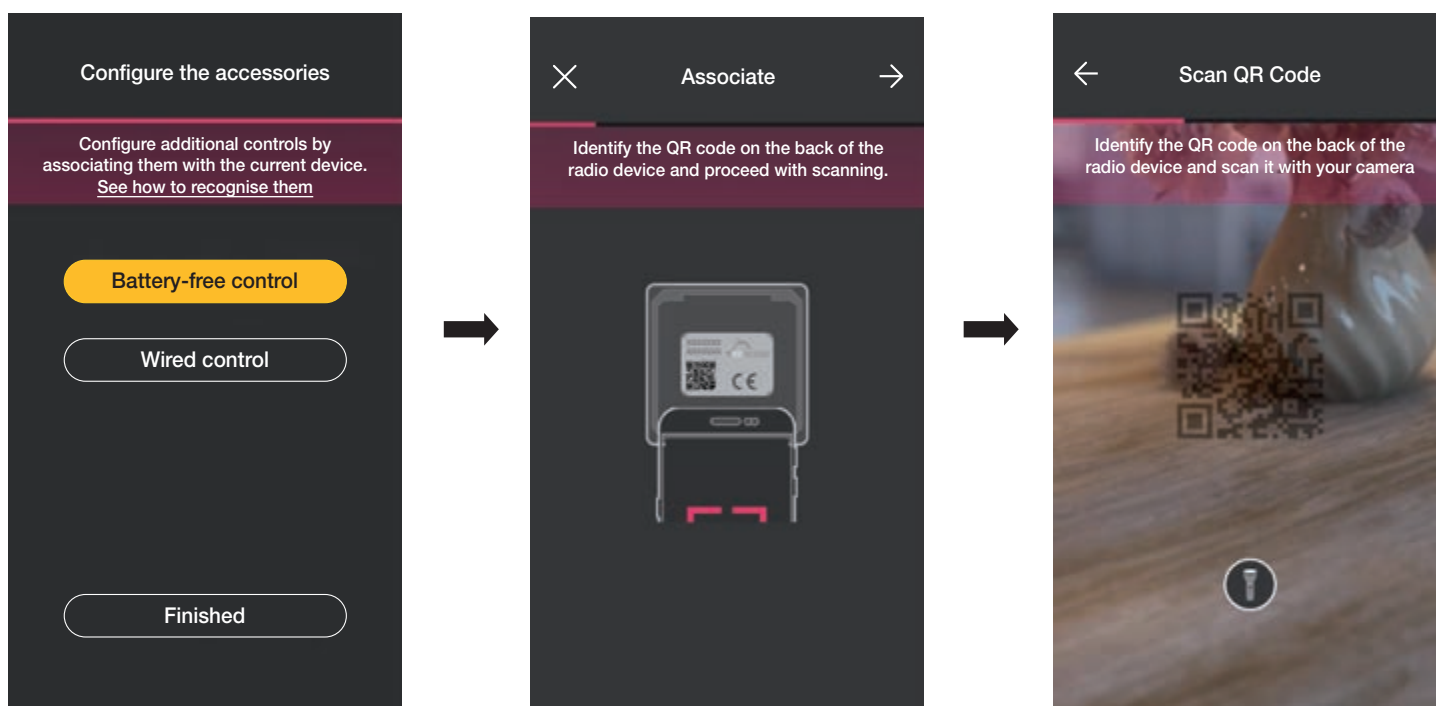 Configure the accessories
Configure additional controls by
associating them with the current device.
See how to recognise them
Battery-free control
Wired control
Finished
Associate
Identify the QR code on the back of the
radio device and proceed with scanning.
CE
Scan QR Code
Identify the QR code on the back of the
radio device and scan it with your camera